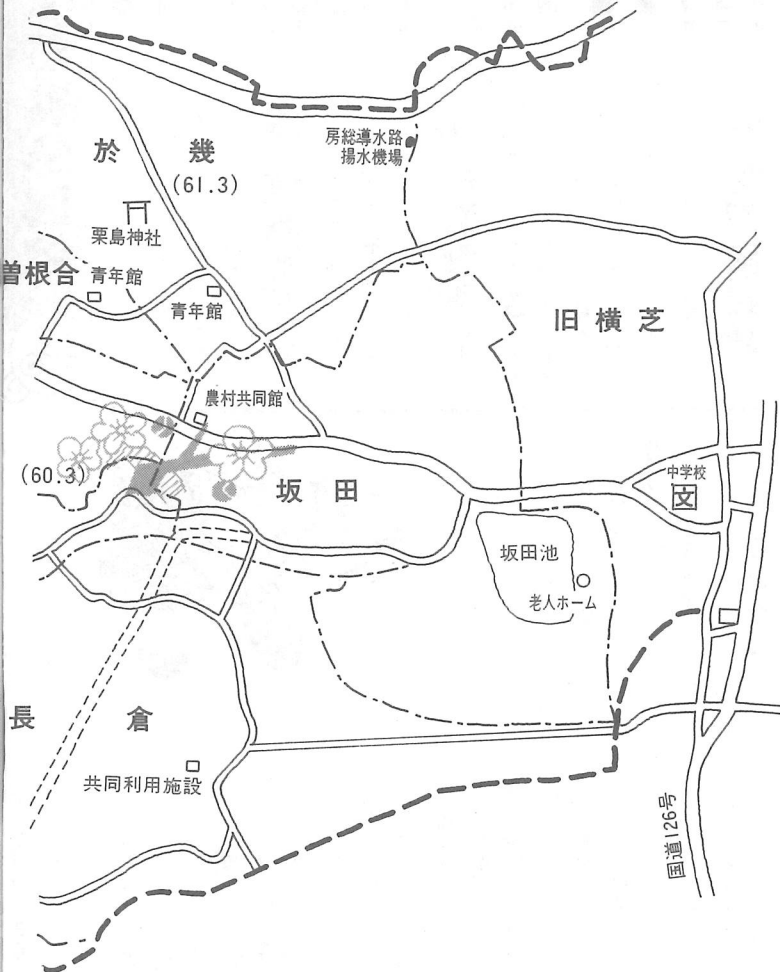 房総導水路
揚水機場
於幾
(61.3)
栗島神社
曽根合
青年館
青年館
旧横芝
農村共同館
(60.3)
坂田
中学校
文
坂田池
老人ホーム
長倉
共同利用施設
国道126号